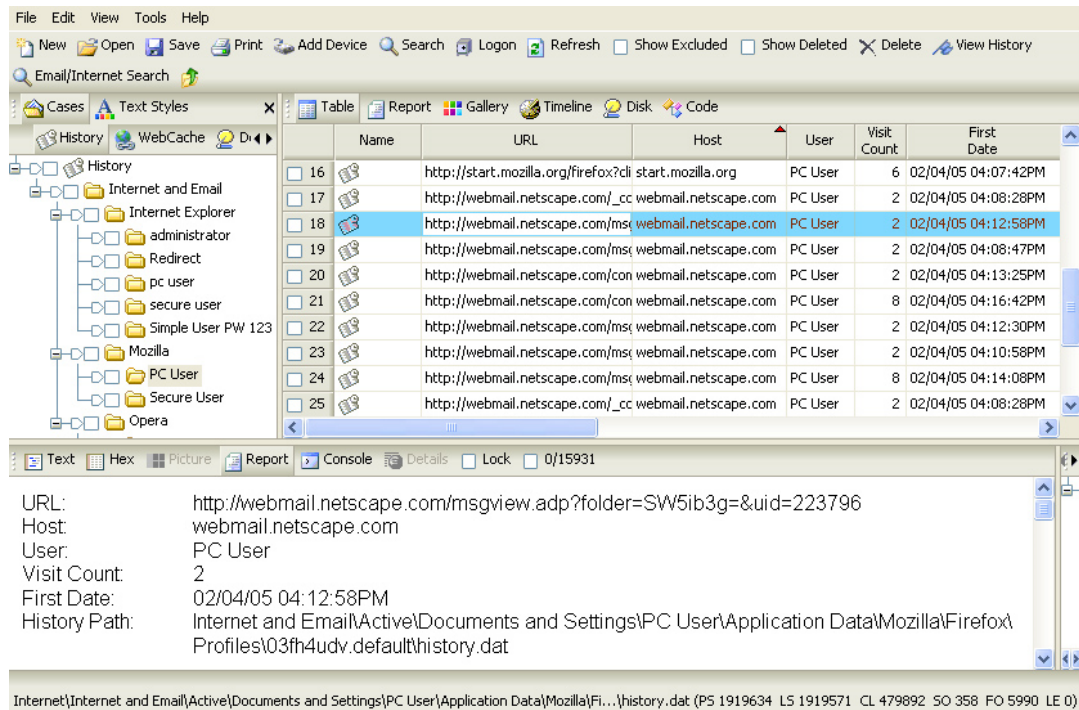 File Edit View Tools Help
New Open Save Print Add Device Search Logon Refresh Show Excluded Show Deleted Delete View History
Email/Internet Search
Cases Text Styles
Table Report Gallery Timeline Disk Code
History WebCache
Name URL Host User Visit Count First Date
History
Internet and Email
Internet Explorer
administrator
Redirect
pc user
secure user
Simple User PW 123
Mozilla
PC User
Secure User
Opera
16 http://start.mozilla.org/firefox?cli start.mozilla.org PC User 6 02/04/05 04:07:42PM
17 http://webmail.netscape.com/_cc webmail.netscape.com PC User 2 02/04/05 04:08:28PM
18 http://webmail.netscape.com/msg webmail.netscape.com PC User 2 02/04/05 04:12:58PM
19 http://webmail.netscape.com/msg webmail.netscape.com PC User 2 02/04/05 04:08:47PM
20 http://webmail.netscape.com/con webmail.netscape.com PC User 2 02/04/05 04:13:25PM
21 http://webmail.netscape.com/con webmail.netscape.com PC User 8 02/04/05 04:16:42PM
22 http://webmail.netscape.com/msg webmail.netscape.com PC User 2 02/04/05 04:12:30PM
23 http://webmail.netscape.com/msg webmail.netscape.com PC User 2 02/04/05 04:10:58PM
24 http://webmail.netscape.com/msg webmail.netscape.com PC User 8 02/04/05 04:14:08PM
25 http://webmail.netscape.com/_cc webmail.netscape.com PC User 2 02/04/05 04:08:28PM
Text Hex Picture Report Console Details Lock 0/15931
URL: http://webmail.netscape.com/msgview.adp?folder=SW5ib3g=&uid=223796
Host: webmail.netscape.com
User: PC User
Visit Count: 2
First Date: 02/04/05 04:12:58PM
History Path: Internet and Email\Active\Documents and Settings\PC User\Application Data\Mozilla\Firefox\
Profiles\03fh4udv.default\history.dat
Internet\Internet and Email\Active\Documents and Settings\PC User\Application Data\Mozilla\Fi...\history.dat (PS 1919634 LS 1919571 CL 479892 SO 358 FO 5990 LE 0)